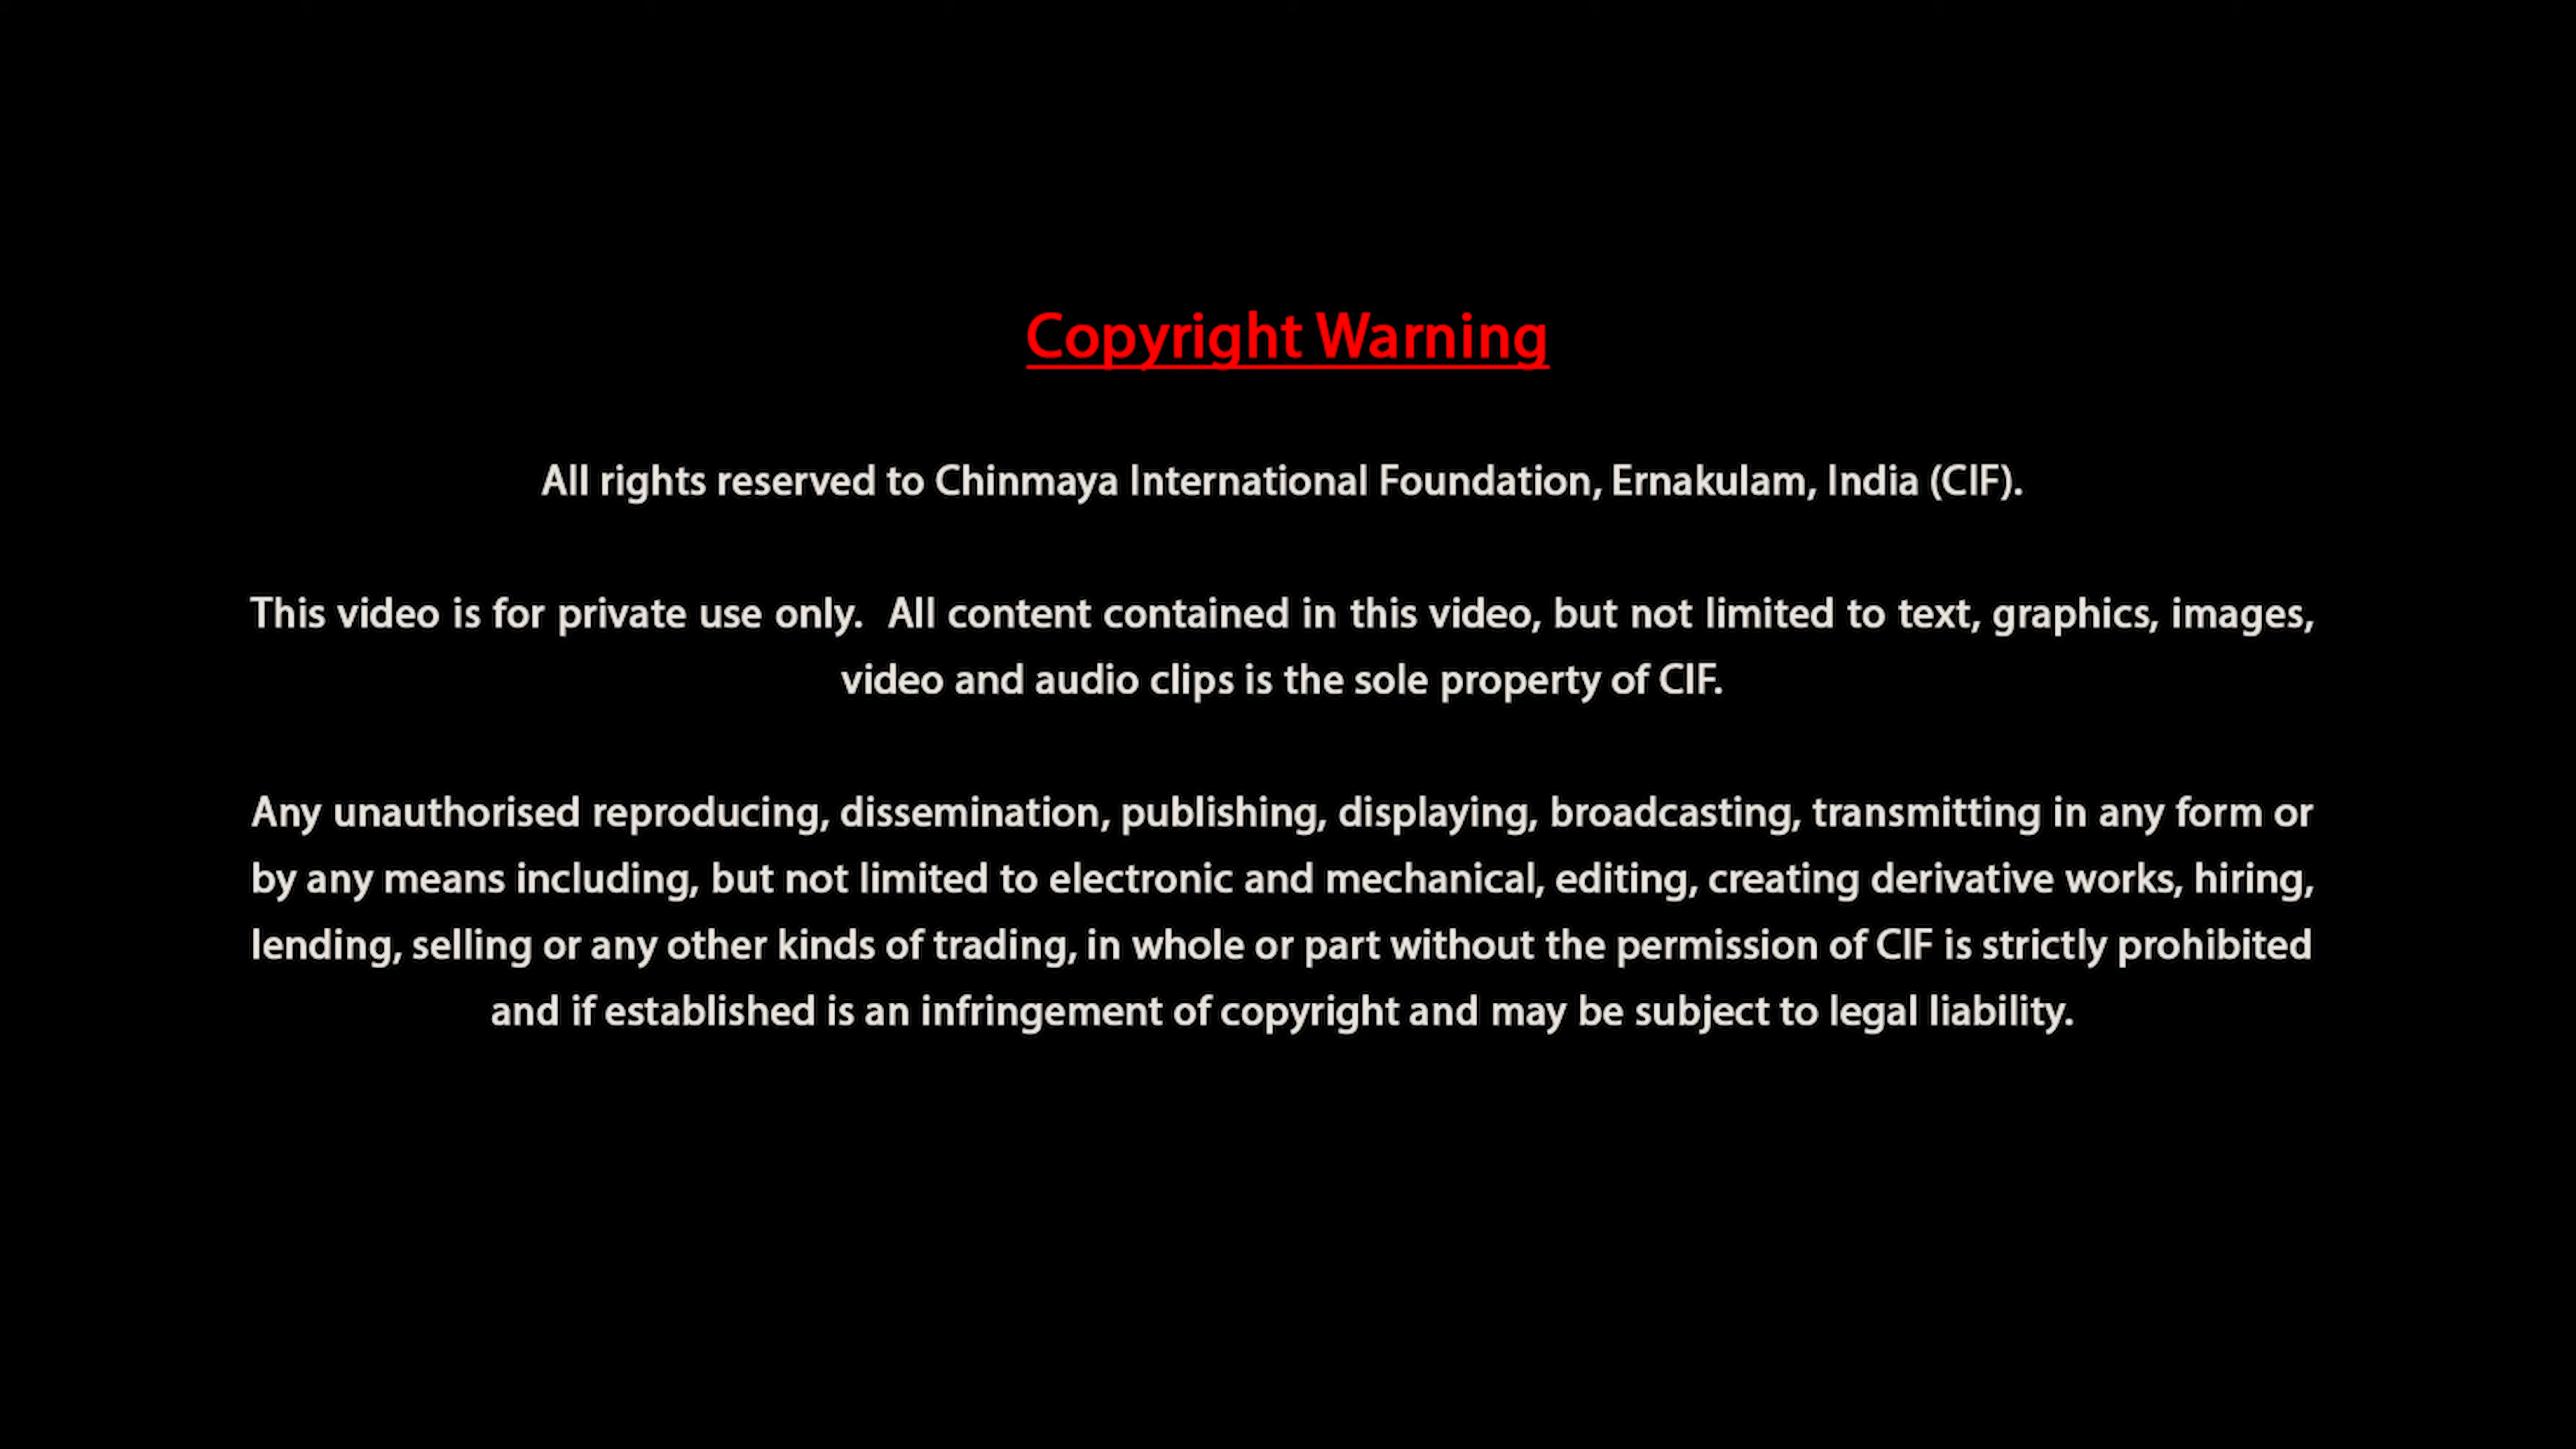 Copyright Warning
All rights reserved to Chinmaya International Foundation, Ernakulam, India (CIF).
This video is for private use only.  All content contained in this video, but not limited to text, graphics, images,
video and audio clips is the sole property of CIF.
Any unauthorised reproducing, dissemination, publishing, displaying, broadcasting, transmitting in any form or
by any means including, but not limited to electronic and mechanical, editing, creating derivative works, hiring,
lending, selling or any other kinds of trading, in whole or part without the permission of CIF is strictly prohibited
and if established is an infringement of copyright and may be subject to legal liability.